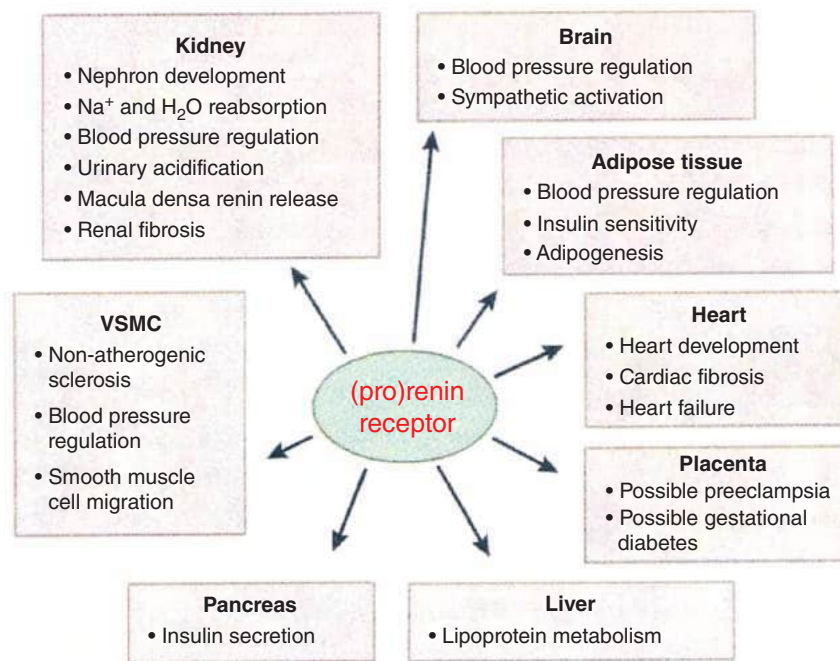 Kidney
• Nephron development
• Na⁺ and H₂O reabsorption
• Blood pressure regulation
• Urinary acidification
• Macula densa renin release
• Renal fibrosis
Brain
• Blood pressure regulation
• Sympathetic activation
Adipose tissue
• Blood pressure regulation
• Insulin sensitivity
• Adipogenesis
VSMC
• Non-atherogenic
sclerosis
• Blood pressure
regulation
• Smooth muscle
cell migration
(pro)renin
receptor
Heart
• Heart development
• Cardiac fibrosis
• Heart failure
Placenta
• Possible preeclampsia
• Possible gestational
diabetes
Pancreas
• Insulin secretion
Liver
• Lipoprotein metabolism